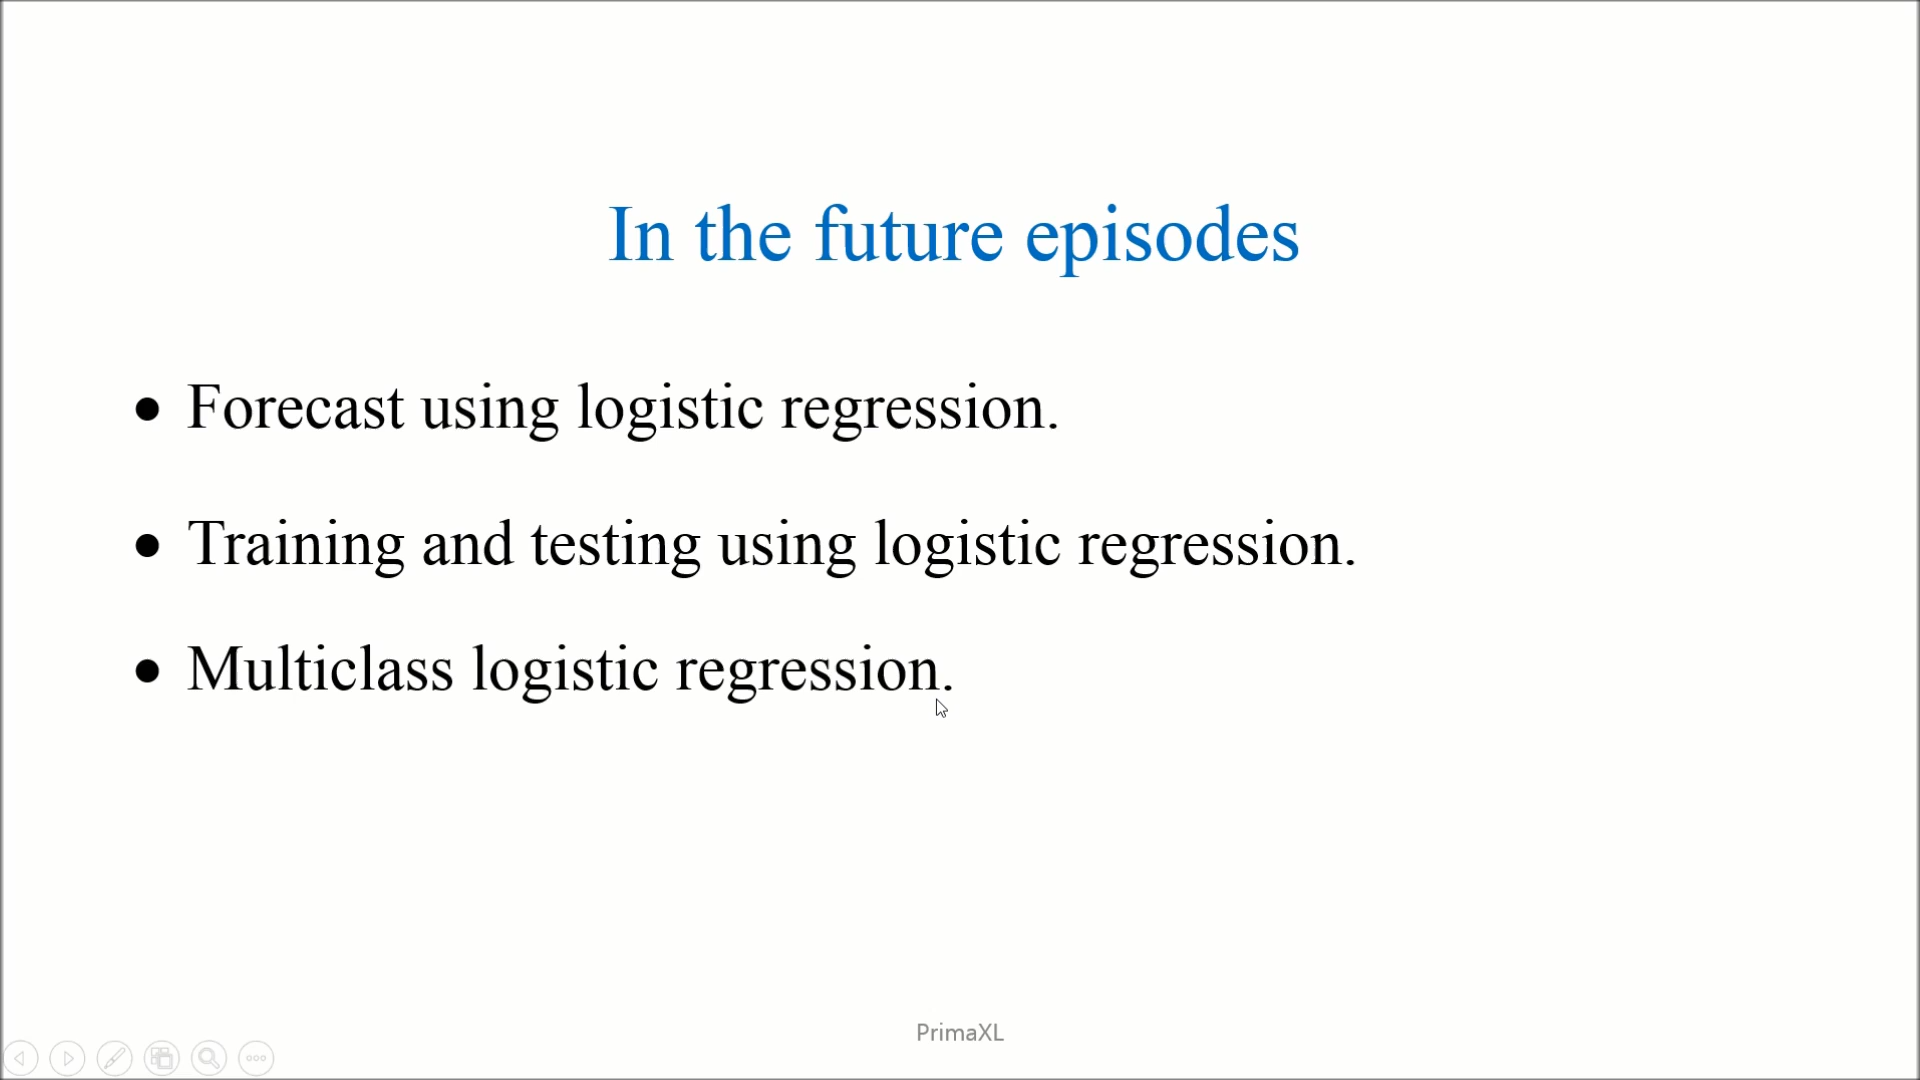 In the future episodes
• Forecast using logistic regression.
• Training and testing using logistic regression.
• Multiclass logistic regression.
PrimaXL